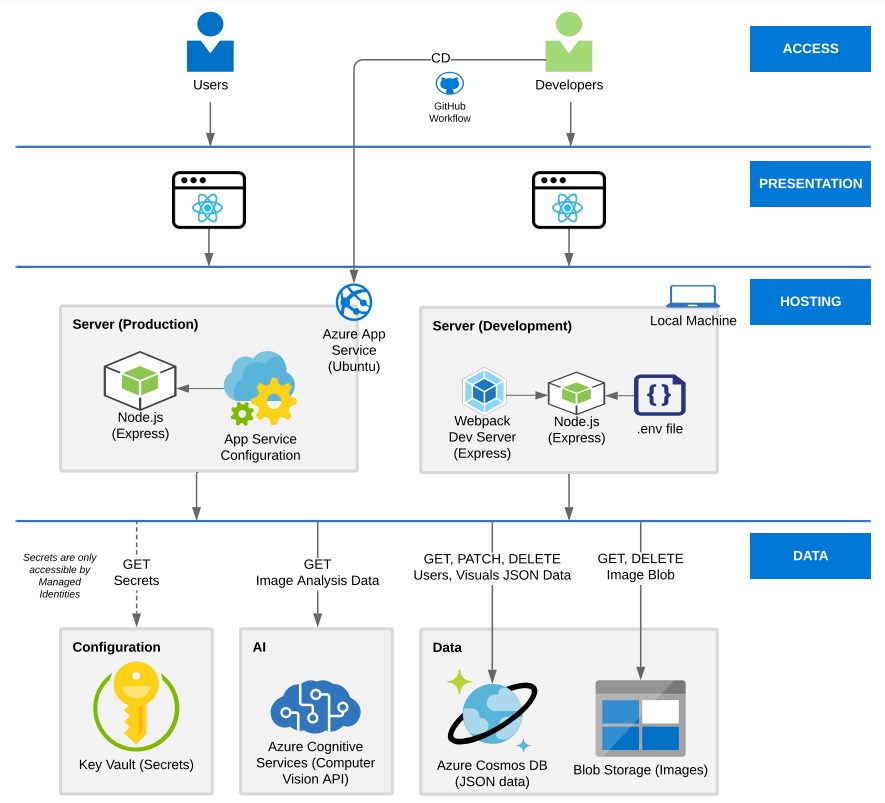 ACCESS
CD
Users
Developers
GitHub
Workflow
PRESENTATION
HOSTING
Server (Production)
Azure App
Service
(Ubuntu)
Server (Development)
Local Machine
Node.js
(Express)
App Service
Configuration
Webpack
Dev Server
(Express)
Node.js
(Express)
{ }
.env file
DATA
Secrets are only
accessible by
Managed
Identities
GET
Secrets
GET
Image Analysis Data
GET, PATCH, DELETE
Users, Visuals JSON Data
GET, DELETE
Image Blob
Configuration
Key Vault (Secrets)
AI
Azure Cognitive
Services (Computer
Vision API)
Data
Azure Cosmos DB
(JSON data)
Blob Storage (Images)